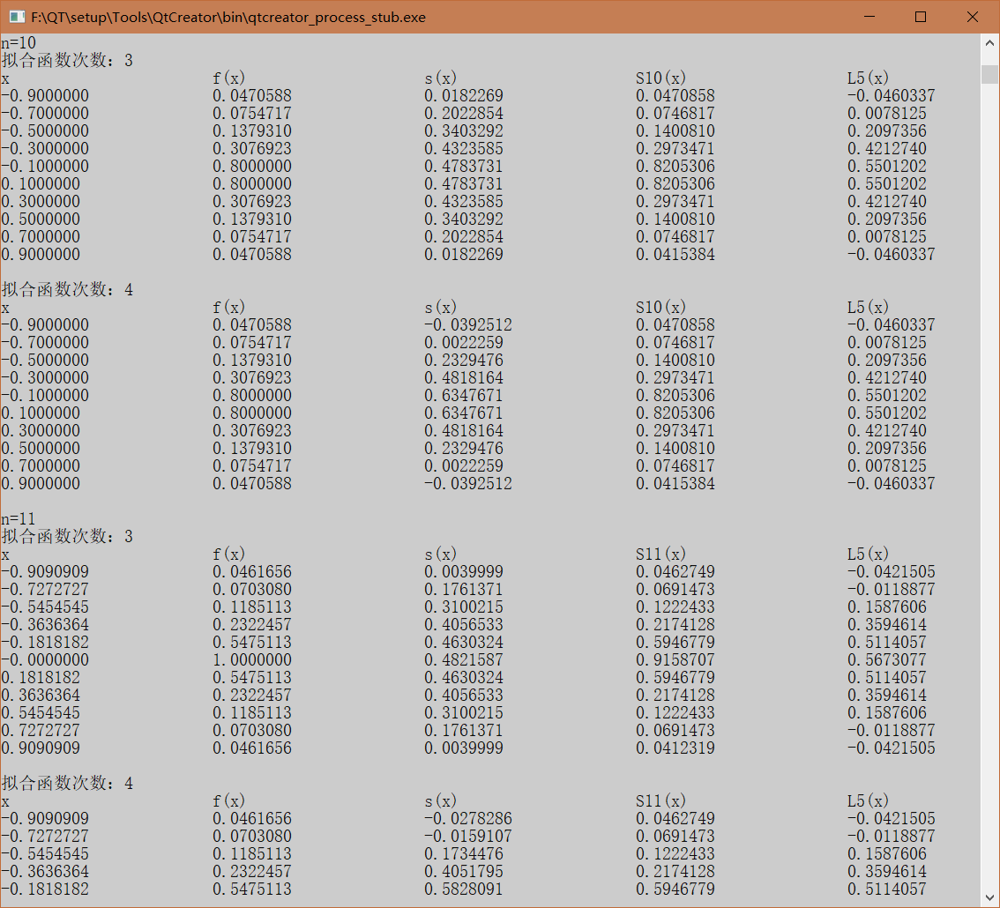 F:\QT\setup\Tools\QtCreator\bin\qtcreator_process_stub.exe
n=10
拟合函数次数：3
x f(x) s(x) S10(x) L5(x)
-0.9000000 0.0470588 0.0182269 0.0470858 -0.0460337
-0.7000000 0.0754717 0.2022854 0.0746817 0.0078125
-0.5000000 0.1379310 0.3403292 0.1400810 0.2097356
-0.3000000 0.3076923 0.4323585 0.2973471 0.4212740
-0.1000000 0.8000000 0.4783731 0.8205306 0.5501202
0.1000000 0.8000000 0.4783731 0.8205306 0.5501202
0.3000000 0.3076923 0.4323585 0.2973471 0.4212740
0.5000000 0.1379310 0.3403292 0.1400810 0.2097356
0.7000000 0.0754717 0.2022854 0.0746817 0.0078125
0.9000000 0.0470588 0.0182269 0.0415384 -0.0460337
拟合函数次数：4
x f(x) s(x) S10(x) L5(x)
-0.9000000 0.0470588 -0.0392512 0.0470858 -0.0460337
-0.7000000 0.0754717 0.0022259 0.0746817 0.0078125
-0.5000000 0.1379310 0.2329476 0.1400810 0.2097356
-0.3000000 0.3076923 0.4818164 0.2973471 0.4212740
-0.1000000 0.8000000 0.6347671 0.8205306 0.5501202
0.1000000 0.8000000 0.6347671 0.8205306 0.5501202
0.3000000 0.3076923 0.4818164 0.2973471 0.4212740
0.5000000 0.1379310 0.2329476 0.1400810 0.2097356
0.7000000 0.0754717 0.0022259 0.0746817 0.0078125
0.9000000 0.0470588 -0.0392512 0.0415384 -0.0460337
n=11
拟合函数次数：3
x f(x) s(x) S11(x) L5(x)
-0.9090909 0.0461656 0.0039999 0.0462749 -0.0421505
-0.7272727 0.0703080 0.1761371 0.0691473 -0.0118877
-0.5454545 0.1185113 0.3100215 0.1222433 0.1587606
-0.3636364 0.2322457 0.4056533 0.2174128 0.3594614
-0.1818182 0.5475113 0.4630324 0.5946779 0.5114057
-0.0000000 1.0000000 0.4821587 0.9158707 0.5673077
0.1818182 0.5475113 0.4630324 0.5946779 0.5114057
0.3636364 0.2322457 0.4056533 0.2174128 0.3594614
0.5454545 0.1185113 0.3100215 0.1222433 0.1587606
0.7272727 0.0703080 0.1761371 0.0691473 -0.0118877
0.9090909 0.0461656 0.0039999 0.0412319 -0.0421505
拟合函数次数：4
x f(x) s(x) S11(x) L5(x)
-0.9090909 0.0461656 -0.0278286 0.0462749 -0.0421505
-0.7272727 0.0703080 -0.0159107 0.0691473 -0.0118877
-0.5454545 0.1185113 0.1734476 0.1222433 0.1587606
-0.3636364 0.2322457 0.4051795 0.2174128 0.3594614
-0.1818182 0.5475113 0.5828091 0.5946779 0.5114057